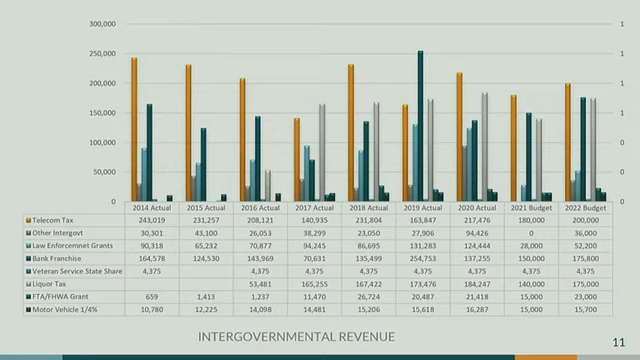 300,000 1
250,000 1
200,000 1
150,000 1
100,000 0
50,000 0
0 0
2014 Actual 2015 Actual 2016 Actual 2017 Actual 2018 Actual 2019 Actual 2020 Actual 2021 Budget 2022 Budget
Telecom Tax 243,019 231,257 208,121 140,935 231,804 163,847 217,476 180,000 200,000
Other Intergovt 30,301 43,100 26,053 38,299 23,050 27,906 94,426 0 36,000
Law Enforcemnet Grants 90,318 65,232 70,877 94,245 86,695 131,283 124,444 28,000 52,200
Bank Franchise 164,578 124,530 143,969 70,631 135,499 254,753 137,255 150,000 175,800
Veteran Service State Share 4,375 4,375 4,375 4,375 4,375 4,375 4,375 4,375
Liquor Tax 53,481 165,255 167,422 173,476 184,247 140,000 175,000
FTA/FHWA Grant 659 1,413 1,237 11,470 26,724 20,487 21,418 15,000 23,000
Motor Vehicle 1/4% 10,780 12,225 14,098 14,481 15,206 15,618 16,287 15,000 15,700
INTERGOVERNMENTAL REVENUE
11